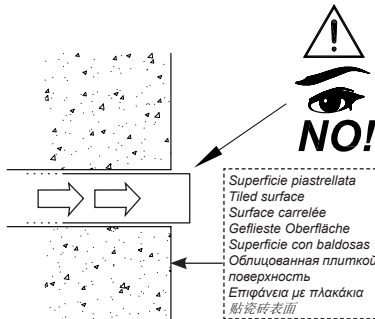 NO!
Superficie piastrellata
Tiled surface
Surface carrelée
Geflieste Oberfläche
Superficie con baldosas
Облицованная плиткой
поверхность
Επιφάνεια με πλακάκια
贴瓷砖表面